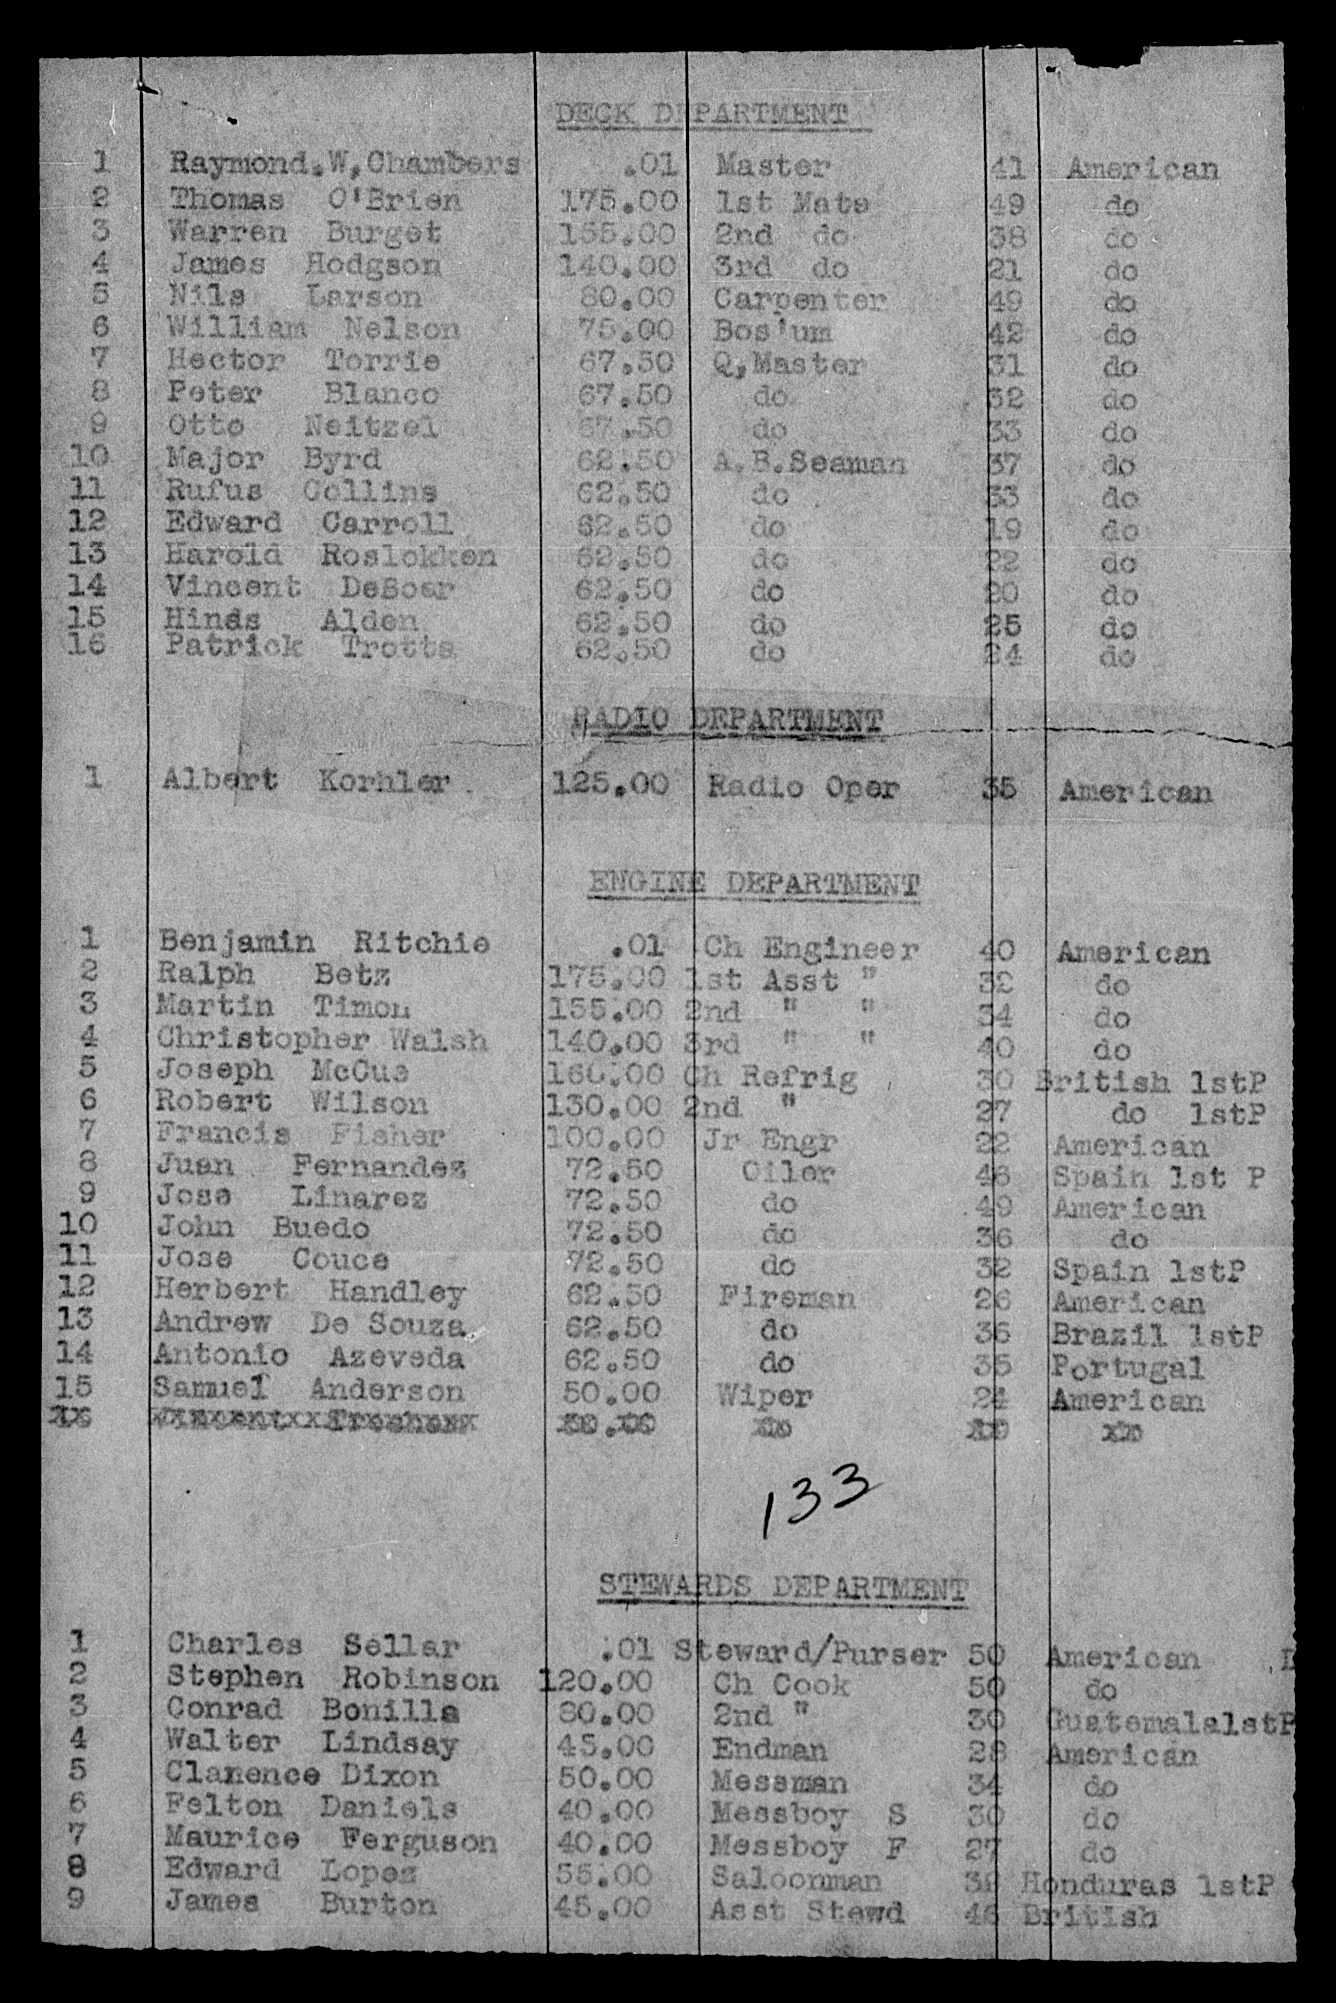 DECK DEPARTMENT
1 Raymond.W,Chambers .01 Master 41 American
2 Thomas O'Brien 175.00 1st Mate 49 do
3 Warren Burget 155.00 2nd do 38 do
4 James Hodgson 140.00 3rd do 21 do
5 Nils Larson 80.00 Carpenter 49 do
6 William Nelson 75.00 Bos'um 42 do
7 Hector Torrie 67.50 Q,Master 31 do
8 Peter Blanco 67.50 do 32 do
9 Otto Neitzel 67.50 do 33 do
10 Major Byrd 62.50 A.B.Seaman 37 do
11 Rufus Collins 62.50 do 33 do
12 Edward Carroll 62.50 do 19 do
13 Harold Roslokken 62.50 do 22 do
14 Vincent DeBoer 62.50 do 20 do
15 Hinds Alden 62.50 do 25 do
16 Patrick Trotta 62.50 do 24 do
RADIO DEPARTMENT
1 Albert Korhler 125.00 Radio Oper 35 American
ENGINE DEPARTMENT
1 Benjamin Ritchie .01 Ch Engineer 40 American
2 Ralph Betz 175.00 1st Asst " 32 do
3 Martin Timon 155.00 2nd " " 34 do
4 Christopher Walsh 140.00 3rd " " 40 do
5 Joseph McCue 160.00 Ch Refrig 30 British 1stP
6 Robert Wilson 130.00 2nd " 27 do 1stP
7 Francis Fisher 100.00 Jr Engr 22 American
8 Juan Fernandez 72.50 Oiler 46 Spain 1st P
9 Jose Linarez 72.50 do 49 American
10 John Buedo 72.50 do 36 do
11 Jose Couce 72.50 do 32 Spain 1stP
12 Herbert Handley 62.50 Fireman 26 American
13 Andrew De Souza 62.50 do 36 Brazil 1stP
14 Antonio Azeveda 62.50 do 35 Portugal
15 Samuel Anderson 50.00 Wiper 24 American
133
STEWARDS DEPARTMENT
1 Charles Sellar .01 Steward/Purser 50 American
2 Stephen Robinson 120.00 Ch Cook 50 do
3 Conrad Bonilla 80.00 2nd " 30 Guatemala1stP
4 Walter Lindsay 45.00 Endman 28 American
5 Clarence Dixon 50.00 Messman 34 do
6 Felton Daniels 40.00 Messboy S 30 do
7 Maurice Ferguson 40.00 Messboy F 27 do
8 Edward Lopez 55.00 Saloonman Honduras 1stP
9 James Burton 45.00 Asst Stewd 46 British